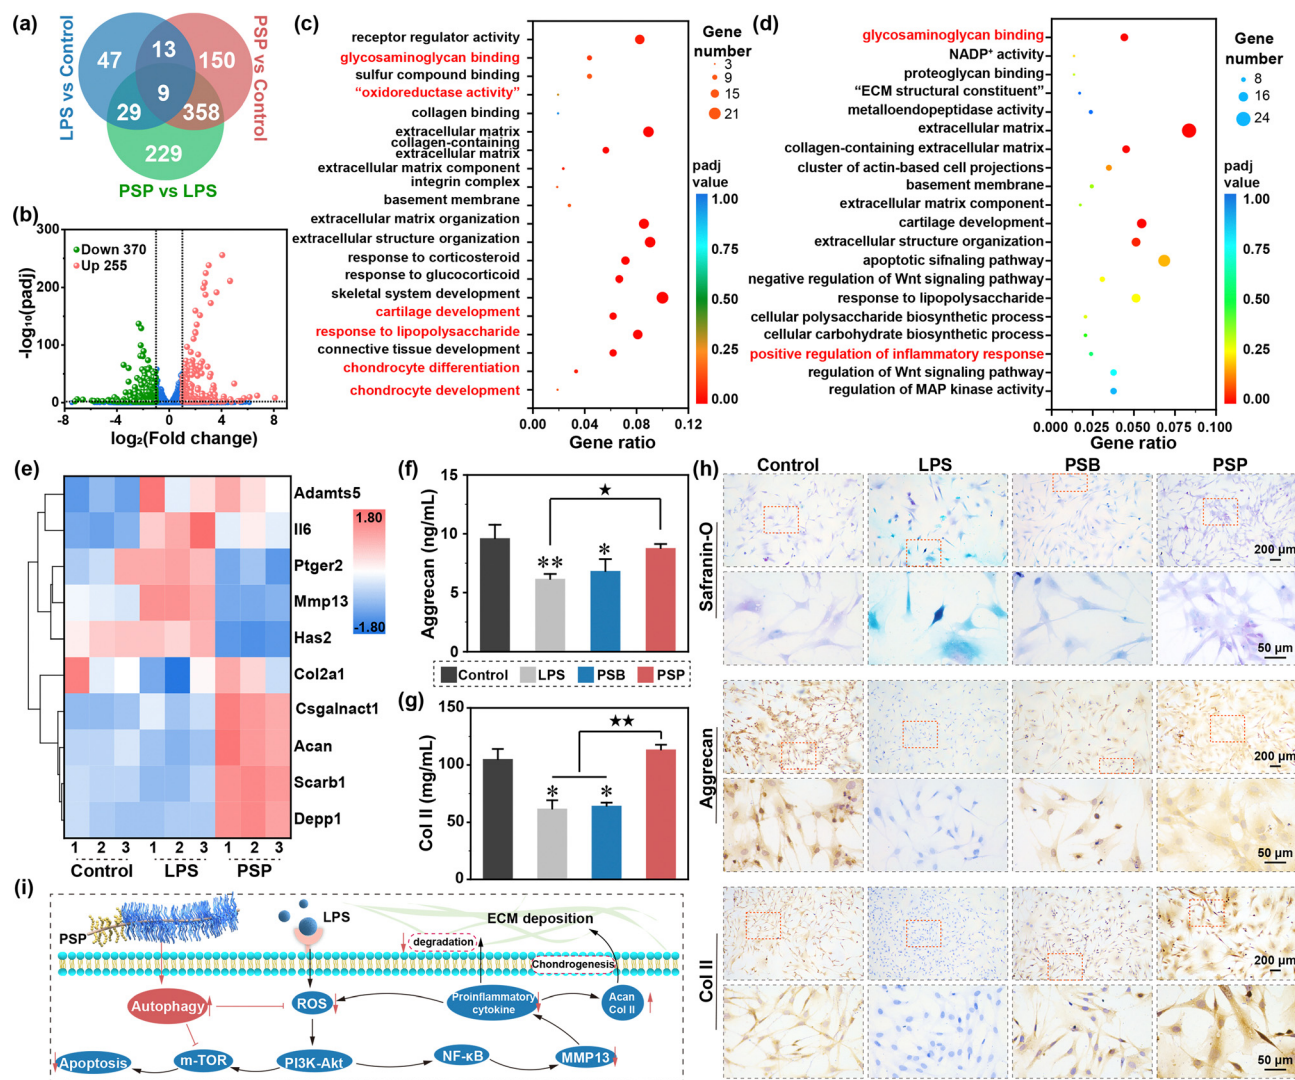 (a)
LPS vs Control
PSP vs Control
47
13
150
9
29
358
229
PSP vs LPS
(b)
Down 370
Up 255
-log₁₀(padj)
300
200
100
0
-8
-4
0
4
8
log₂(Fold change)
(c)
receptor regulator activity
glycosaminoglycan binding
sulfur compound binding
“oxidoreductase activity”
collagen binding
extracellular matrix
collagen-containing
extracellular matrix
extracellular matrix component
integrin complex
basement membrane
extracellular matrix organization
extracellular structure organization
response to corticosteroid
response to glucocorticoid
skeletal system development
cartilage development
response to lipopolysaccharide
connective tissue development
chondrocyte differentiation
chondrocyte development
0.00
0.04
0.08
0.12
Gene ratio
Gene
number
3
9
15
21
padj
value
1.00
0.75
0.50
0.25
0.00
(d)
glycosaminoglycan binding
NADP⁺ activity
proteoglycan binding
“ECM structural constituent”
metalloendopeptidase activity
extracellular matrix
collagen-containing extracellular matrix
cluster of actin-based cell projections
basement membrane
extracellular matrix component
cartilage development
extracellular structure organization
apoptotic sifnaling pathway
negative regulation of Wnt signaling pathway
response to lipopolysaccharide
cellular polysaccharide biosynthetic process
cellular carbohydrate biosynthetic process
positive regulation of inflammatory response
regulation of Wnt signaling pathway
regulation of MAP kinase activity
0.000
0.025
0.050
0.075
0.100
Gene ratio
Gene
number
8
16
24
padj
value
1.00
0.75
0.50
0.25
0.00
(e)
Adamts5
Il6
Ptger2
Mmp13
Has2
Col2a1
Csgalnact1
Acan
Scarb1
Depp1
1.80
-1.80
1 2 3 1 2 3 1 2 3
Control
LPS
PSP
(f)
Aggrecan (ng/mL)
15
10
5
0
★
**
*
Control
LPS
PSB
PSP
(g)
Col II (mg/mL)
150
100
50
0
★★
*
*
(h)
Control
LPS
PSB
PSP
Safranin-O
200 μm
50 μm
Aggrecan
200 μm
50 μm
Col II
200 μm
50 μm
(i)
PSP
LPS
ECM deposition
degradation
Chondrogenesis
Autophagy
ROS
Proinflammatory
cytokine
Acan
Col II
Apoptosis
m-TOR
PI3K-Akt
NF-κB
MMP13